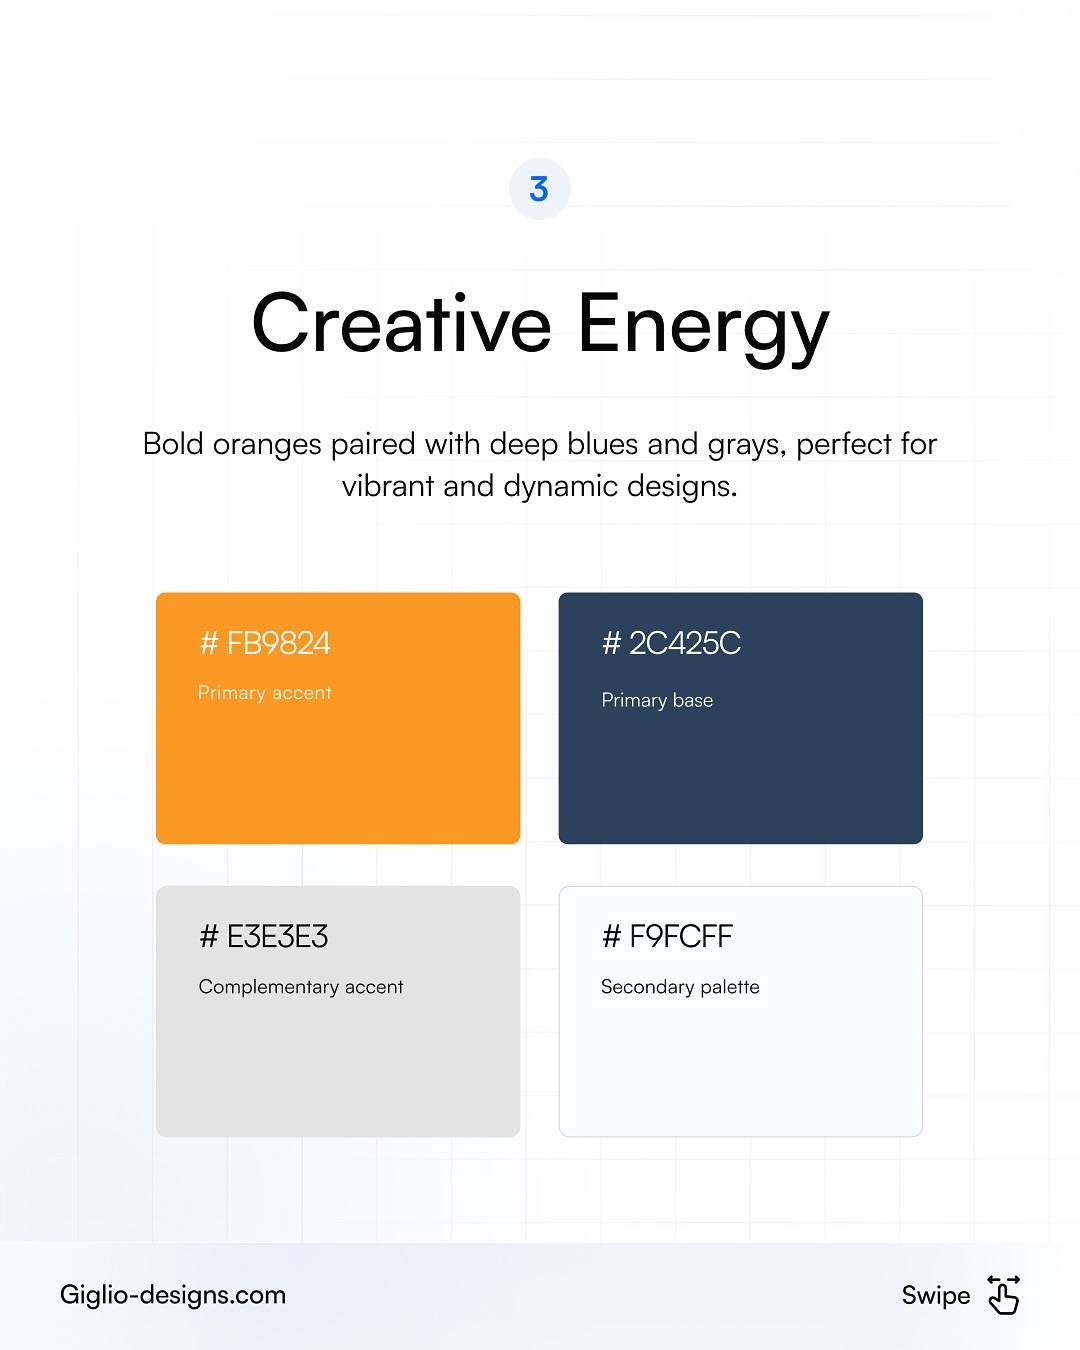 3
Creative Energy
Bold oranges paired with deep blues and grays, perfect for
vibrant and dynamic designs.
# FB9824
Primary accent
# 2C425C
Primary base
# E3E3E3
Complementary accent
# F9FCFF
Secondary palette
Giglio-designs.com
Swipe